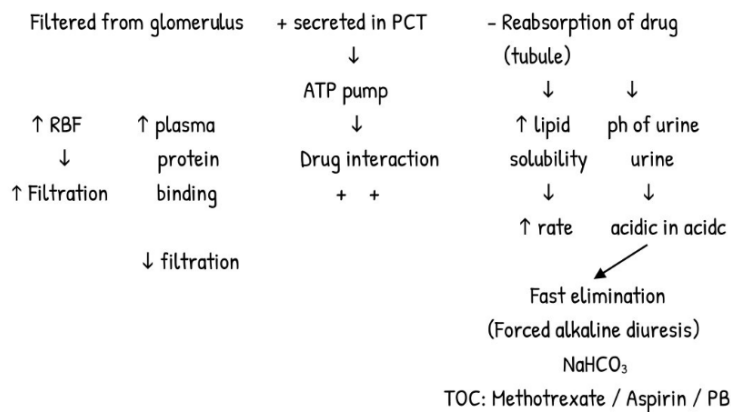 Filtered from glomerulus + secreted in PCT - Reabsorption of drug
↓ (tubule)
ATP pump ↓ ↓
↑ RBF ↑ plasma ↓ ↑ lipid ph of urine
↓ protein Drug interaction solubility urine
↑ Filtration binding + + ↓ ↓
↑ rate acidic in acidc
↓ filtration
Fast elimination
(Forced alkaline diuresis)
NaHCO₃
TOC: Methotrexate / Aspirin / PB